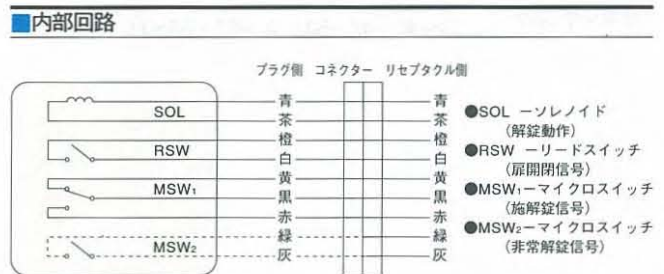 ■内部回路
プラグ側 コネクター リセプタクル側
青 青
SOL
茶 茶
橙 橙
RSW
白 白
黄 黄
MSW₁
黒 黒
赤 赤
緑 緑
MSW₂
灰 灰
●SOL ーソレノイド
(解錠動作)
●RSW ーリードスイッチ
(扉開閉信号)
●MSW₁ーマイクロスイッチ
(施解錠信号)
●MSW₂ーマイクロスイッチ
(非常解錠信号)